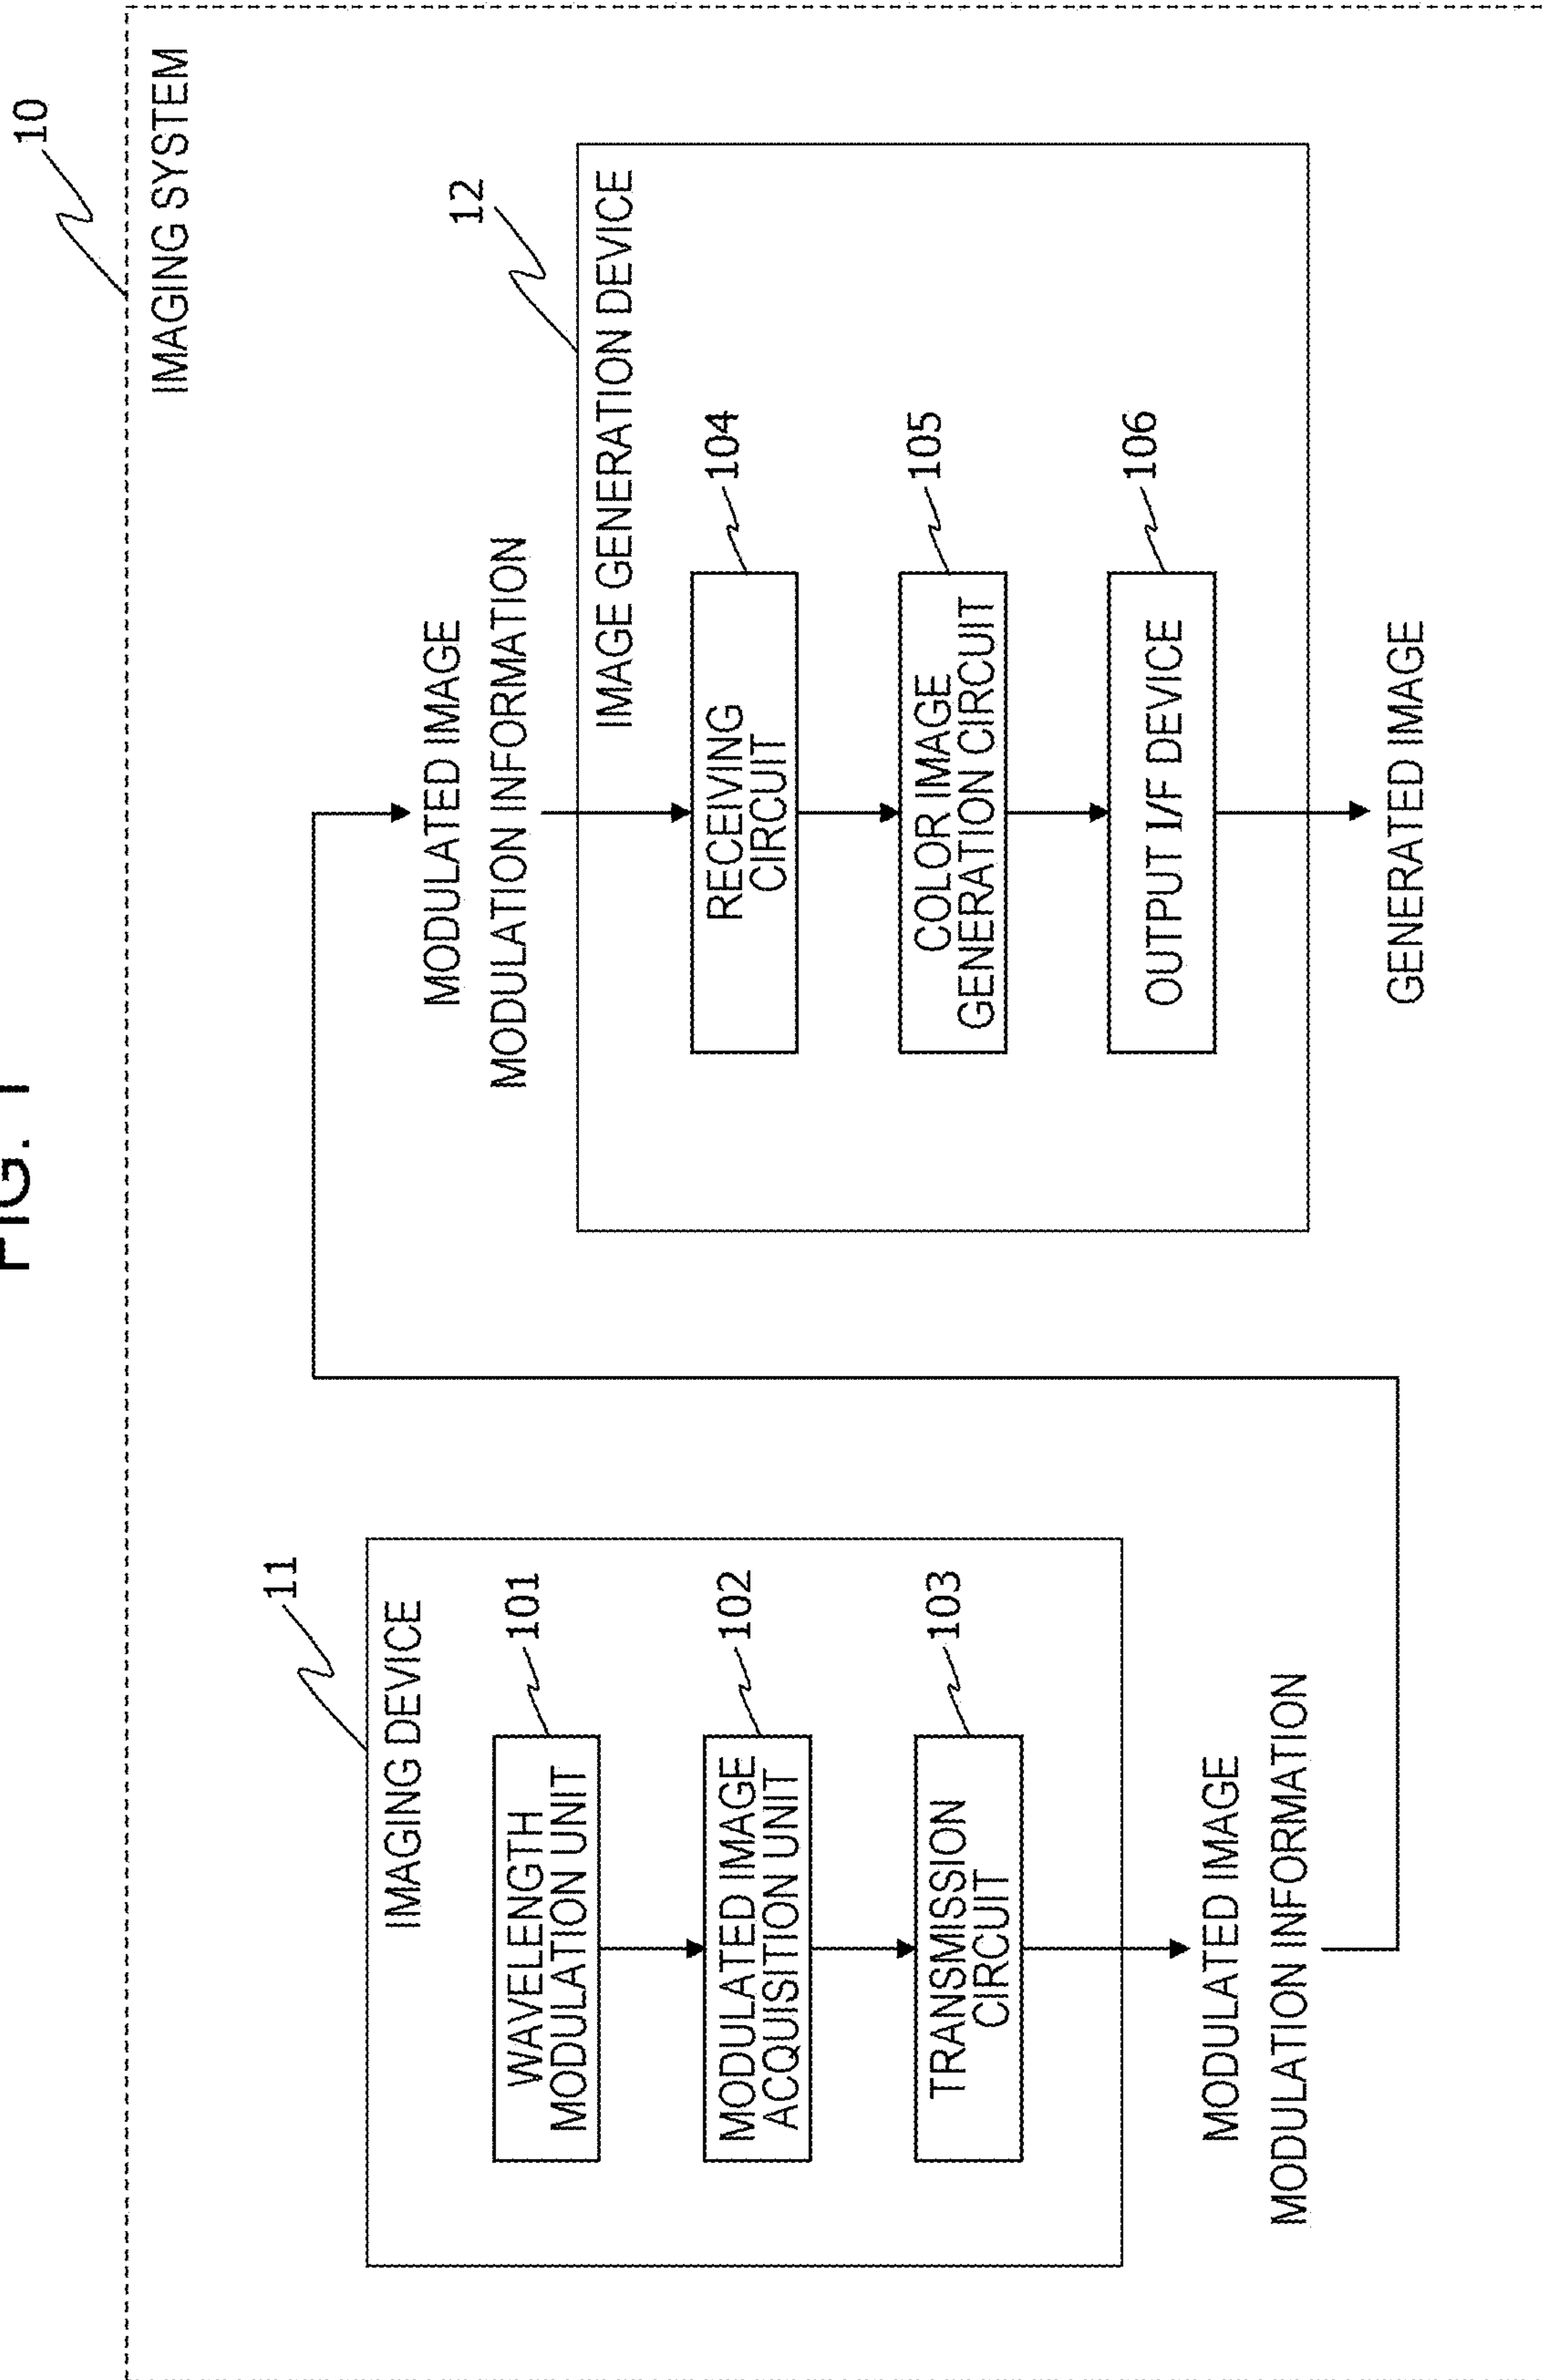 FIG. 1
10
IMAGING SYSTEM
11
IMAGING DEVICE
101
WAVELENGTH
MODULATION UNIT
102
MODULATED IMAGE
ACQUISITION UNIT
103
TRANSMISSION
CIRCUIT
MODULATED IMAGE
MODULATION INFORMATION
MODULATED IMAGE
MODULATION INFORMATION
12
IMAGE GENERATION DEVICE
104
RECEIVING
CIRCUIT
105
COLOR IMAGE
GENERATION CIRCUIT
106
OUTPUT I/F DEVICE
GENERATED IMAGE